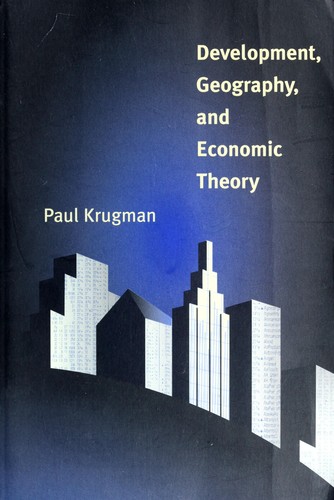 Development,
Geography,
and
Economic
Theory
Paul Krugman